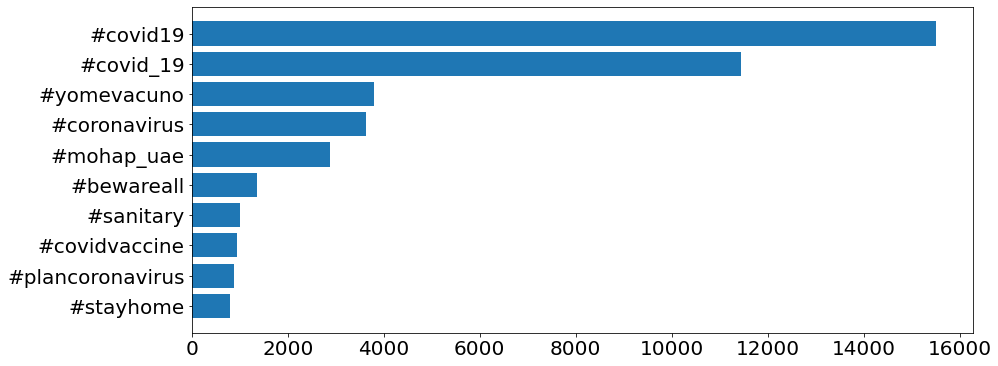 #covid19
#covid_19
#yomevacuno
#coronavirus
#mohap_uae
#bewareall
#sanitary
#covidvaccine
#plancoronavirus
#stayhome
0 2000 4000 6000 8000 10000 12000 14000 16000